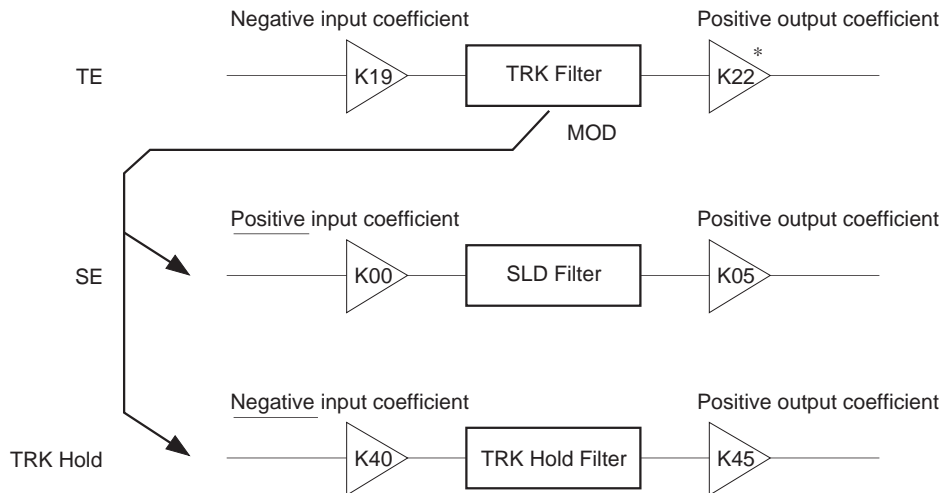 Negative input coefficient
Positive output coefficient
TE
K19
TRK Filter
K22
*
MOD
Positive input coefficient
Positive output coefficient
SE
K00
SLD Filter
K05
Negative input coefficient
Positive output coefficient
TRK Hold
K40
TRK Hold Filter
K45